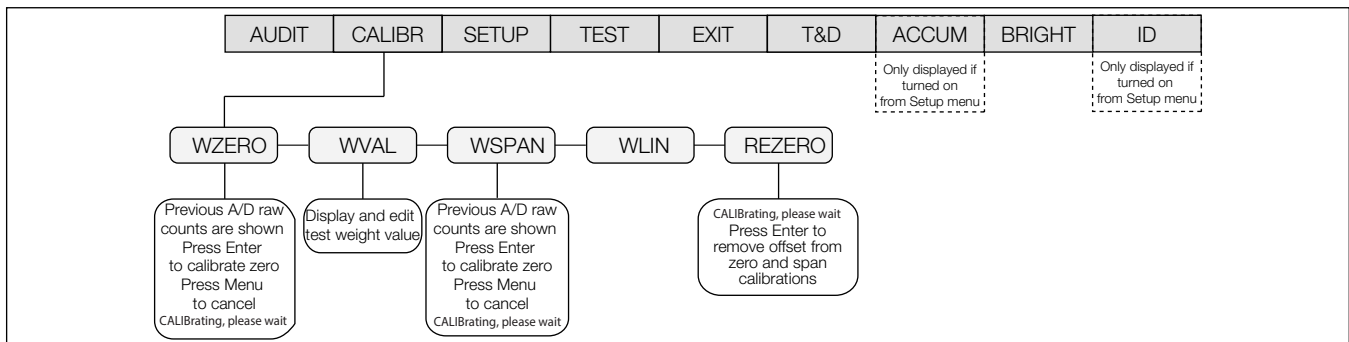 AUDIT CALIBR SETUP TEST EXIT T&D ACCUM BRIGHT ID
Only displayed if
turned on
from Setup menu
Only displayed if
turned on
from Setup menu
WZERO WVAL WSPAN WLIN REZERO
Previous A/D raw
counts are shown
Press Enter
to calibrate zero
Press Menu
to cancel
CALIBrating, please wait
Display and edit
test weight value
Previous A/D raw
counts are shown
Press Enter
to calibrate zero
Press Menu
to cancel
CALIBrating, please wait
CALIBrating, please wait
Press Enter to
remove offset from
zero and span
calibrations